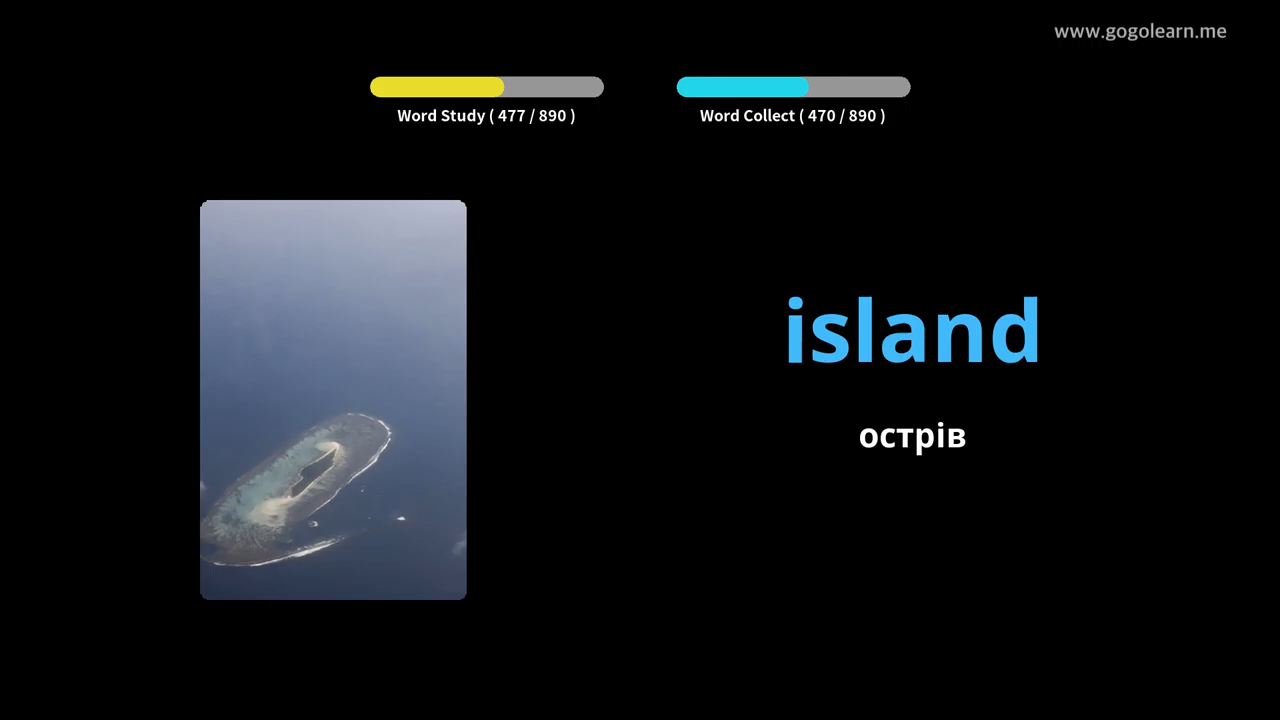 www.gogolearn.me
Word Study ( 477 / 890 )
Word Collect ( 470 / 890 )
island
острів